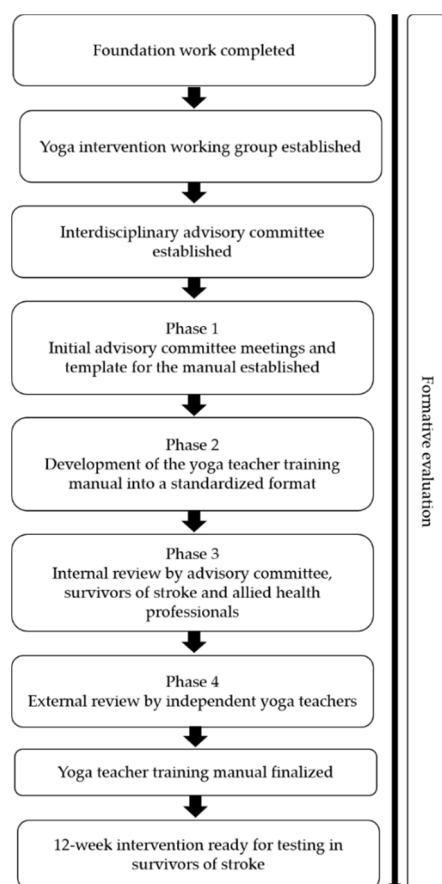 Foundation work completed
Yoga intervention working group established
Interdisciplinary advisory committee
established
Phase 1
Initial advisory committee meetings and
template for the manual established
Phase 2
Development of the yoga teacher training
manual into a standardized format
Phase 3
Internal review by advisory committee,
survivors of stroke and allied health
professionals
Phase 4
External review by independent yoga teachers
Yoga teacher training manual finalized
12-week intervention ready for testing in
survivors of stroke
Formative evaluation